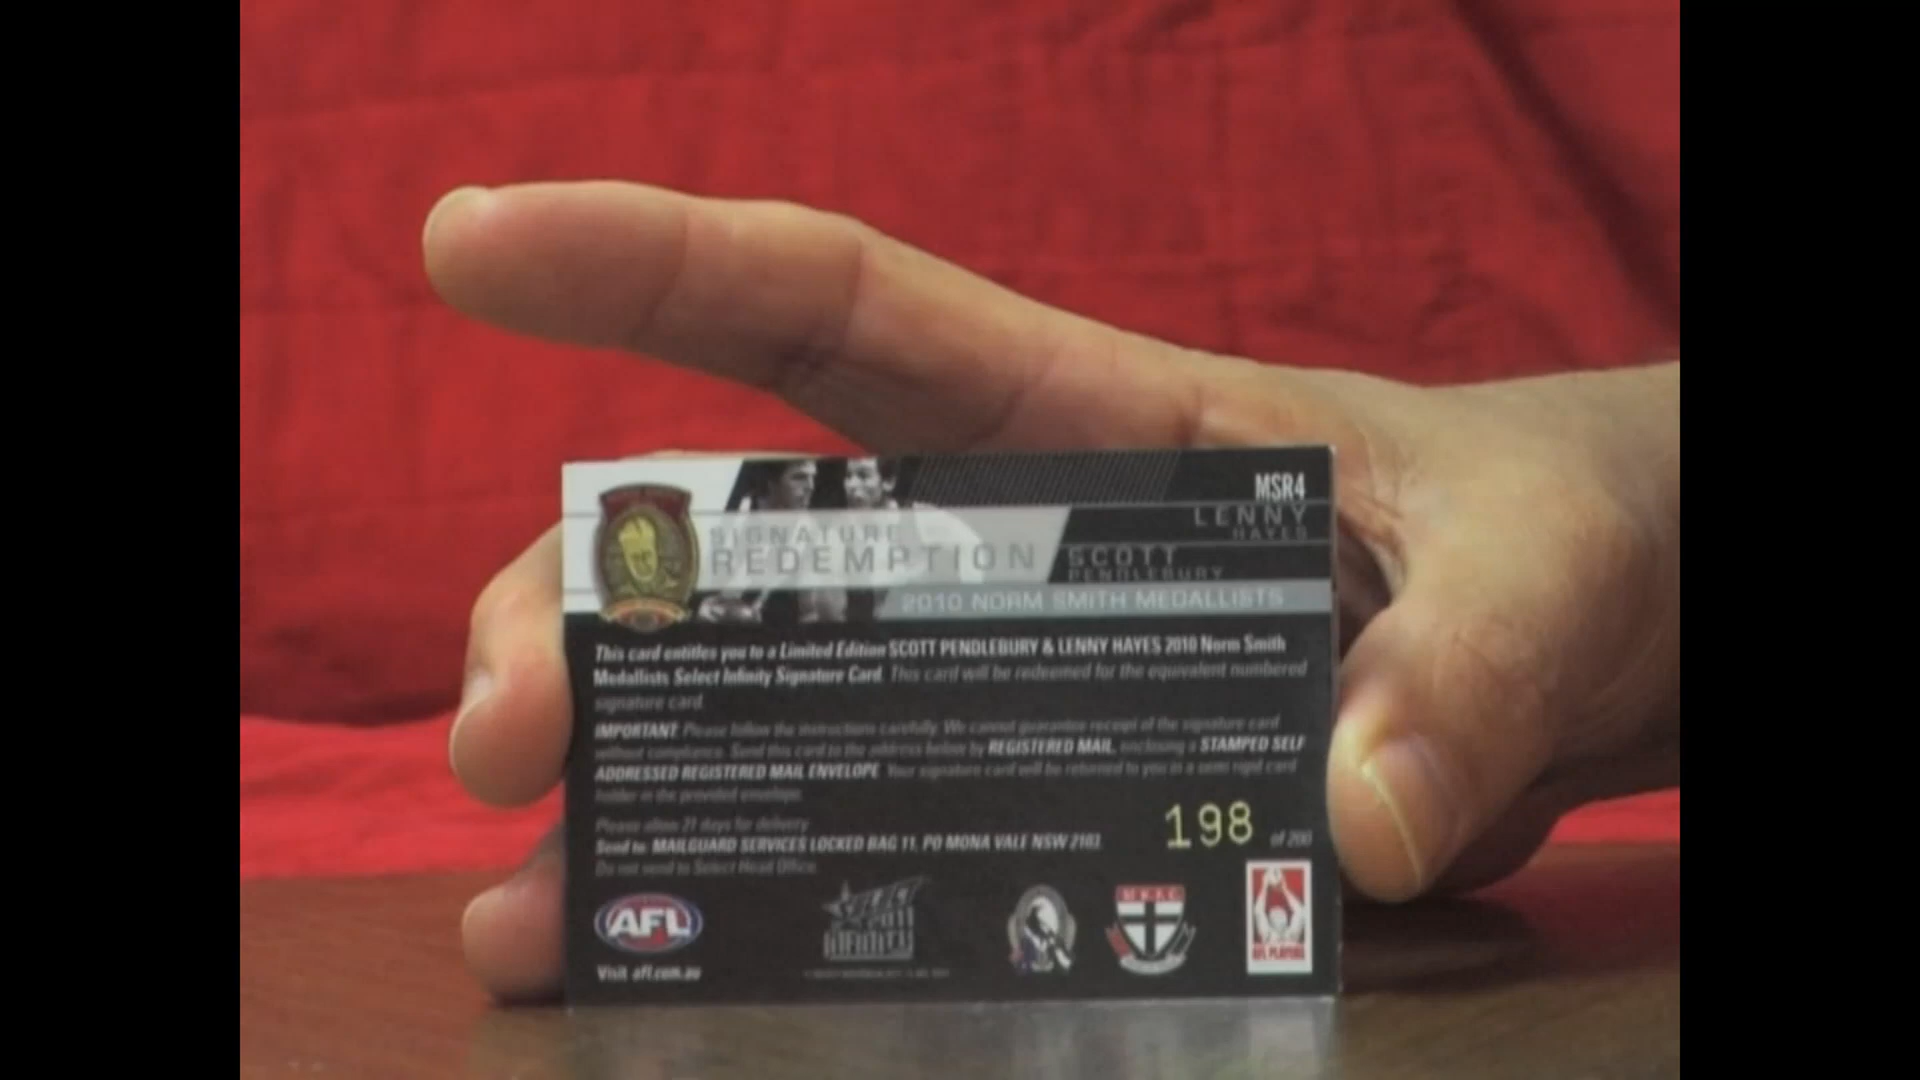 MSR4
LENNY
HAYES
SIGNATURE
REDEMPTION
SCOTT
PENDLEBURY
2010 NORM SMITH MEDALLISTS
This card entitles you to a Limited Edition SCOTT PENDLEBURY & LENNY HAYES 2010 Norm Smith
Medallists Select Infinity Signature Card. This card will be redeemed for the equivalent numbered
signature card.
IMPORTANT: Please follow the instructions carefully. We cannot guarantee receipt of the signature card
without compliance. Send this card to the address below by REGISTERED MAIL, enclosing a STAMPED SELF
ADDRESSED REGISTERED MAIL ENVELOPE. Your signature card will be returned to you in a semi rigid card
holder in the provided envelope.
Please allow 21 days for delivery.
Send to: MAILGUARD SERVICES LOCKED BAG 11, PO MONA VALE NSW 2103.
Do not send to Select Head Office.
198 of 200
AFL
SELECT
2011
INFINITY
AFL PLAYERS
Visit afl.com.au